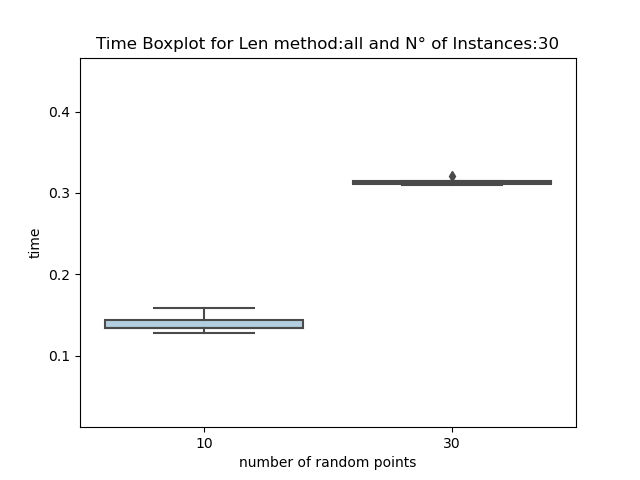 Time Boxplot for Len method:all and N° of Instances:30
0.4
0.3
0.2
0.1
time
10 30
number of random points